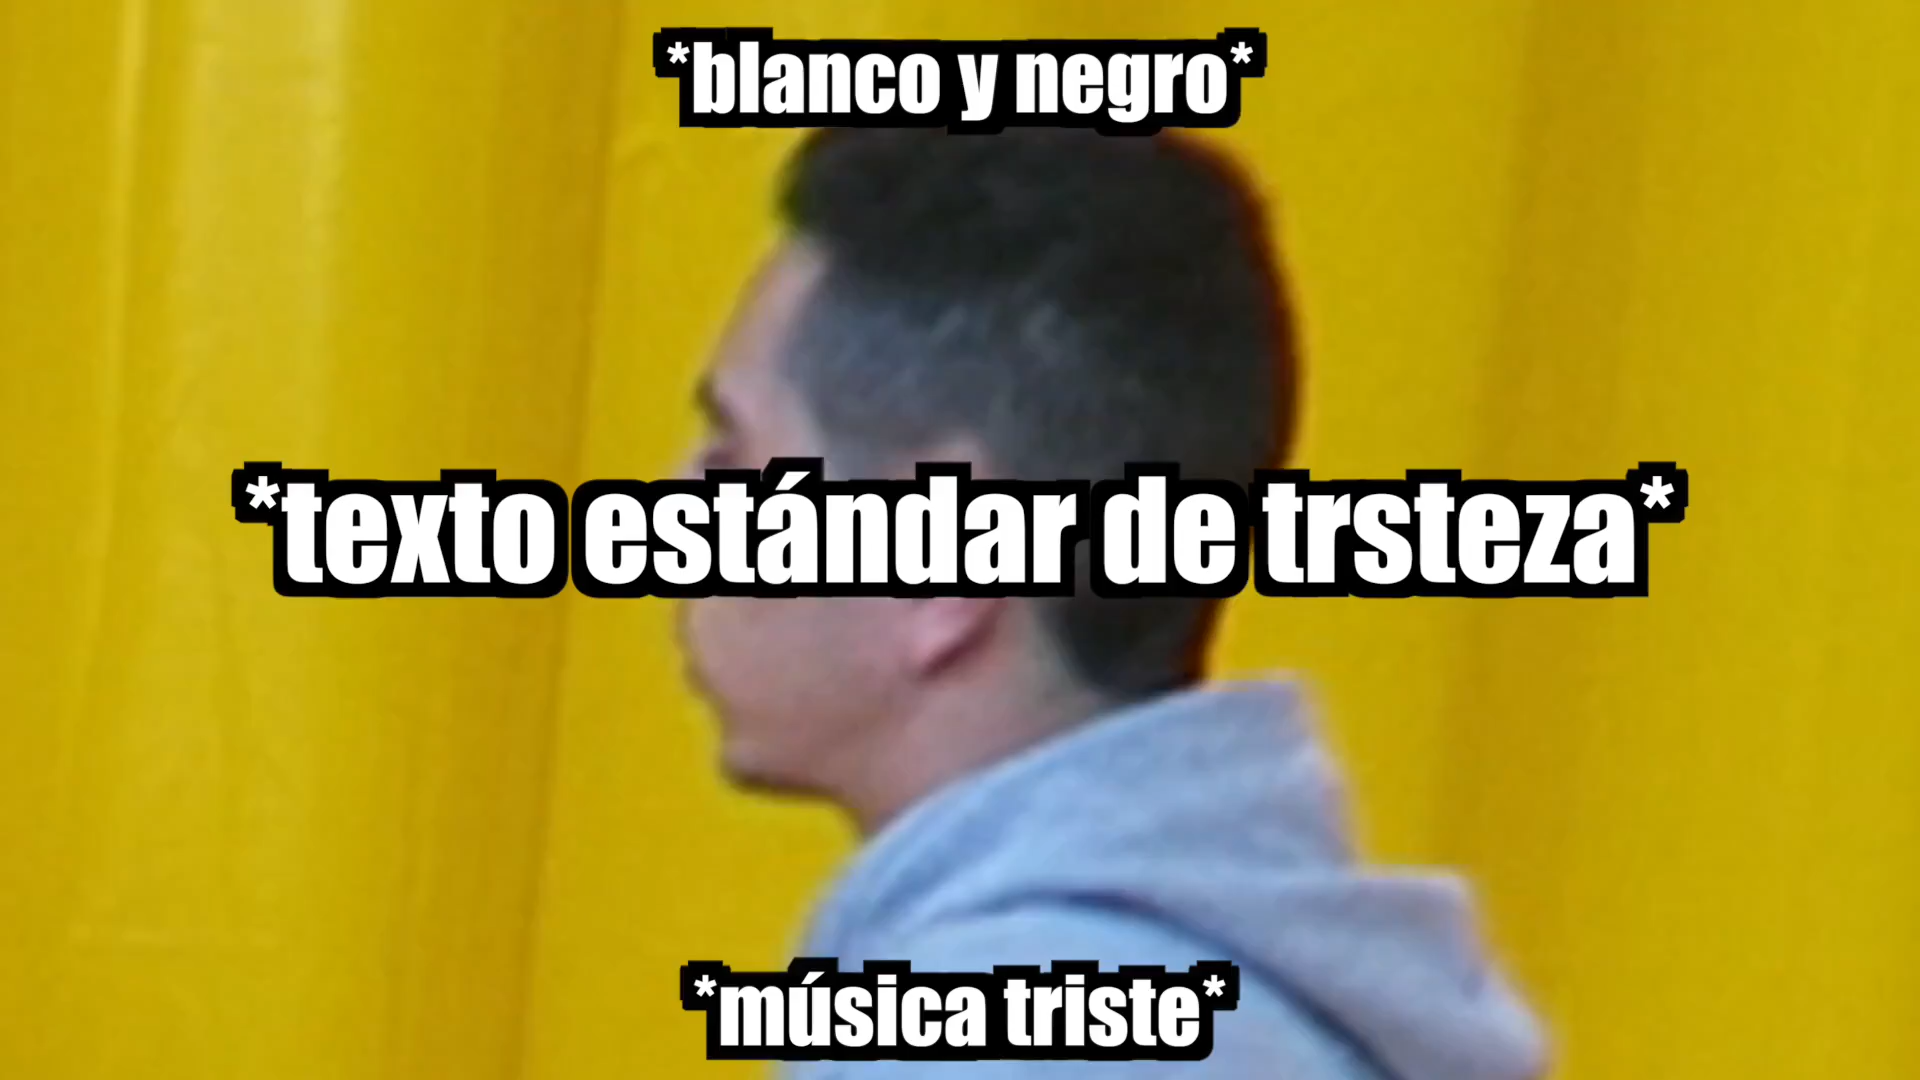 *blanco y negro*
*texto estándar de trsteza*
*música triste*